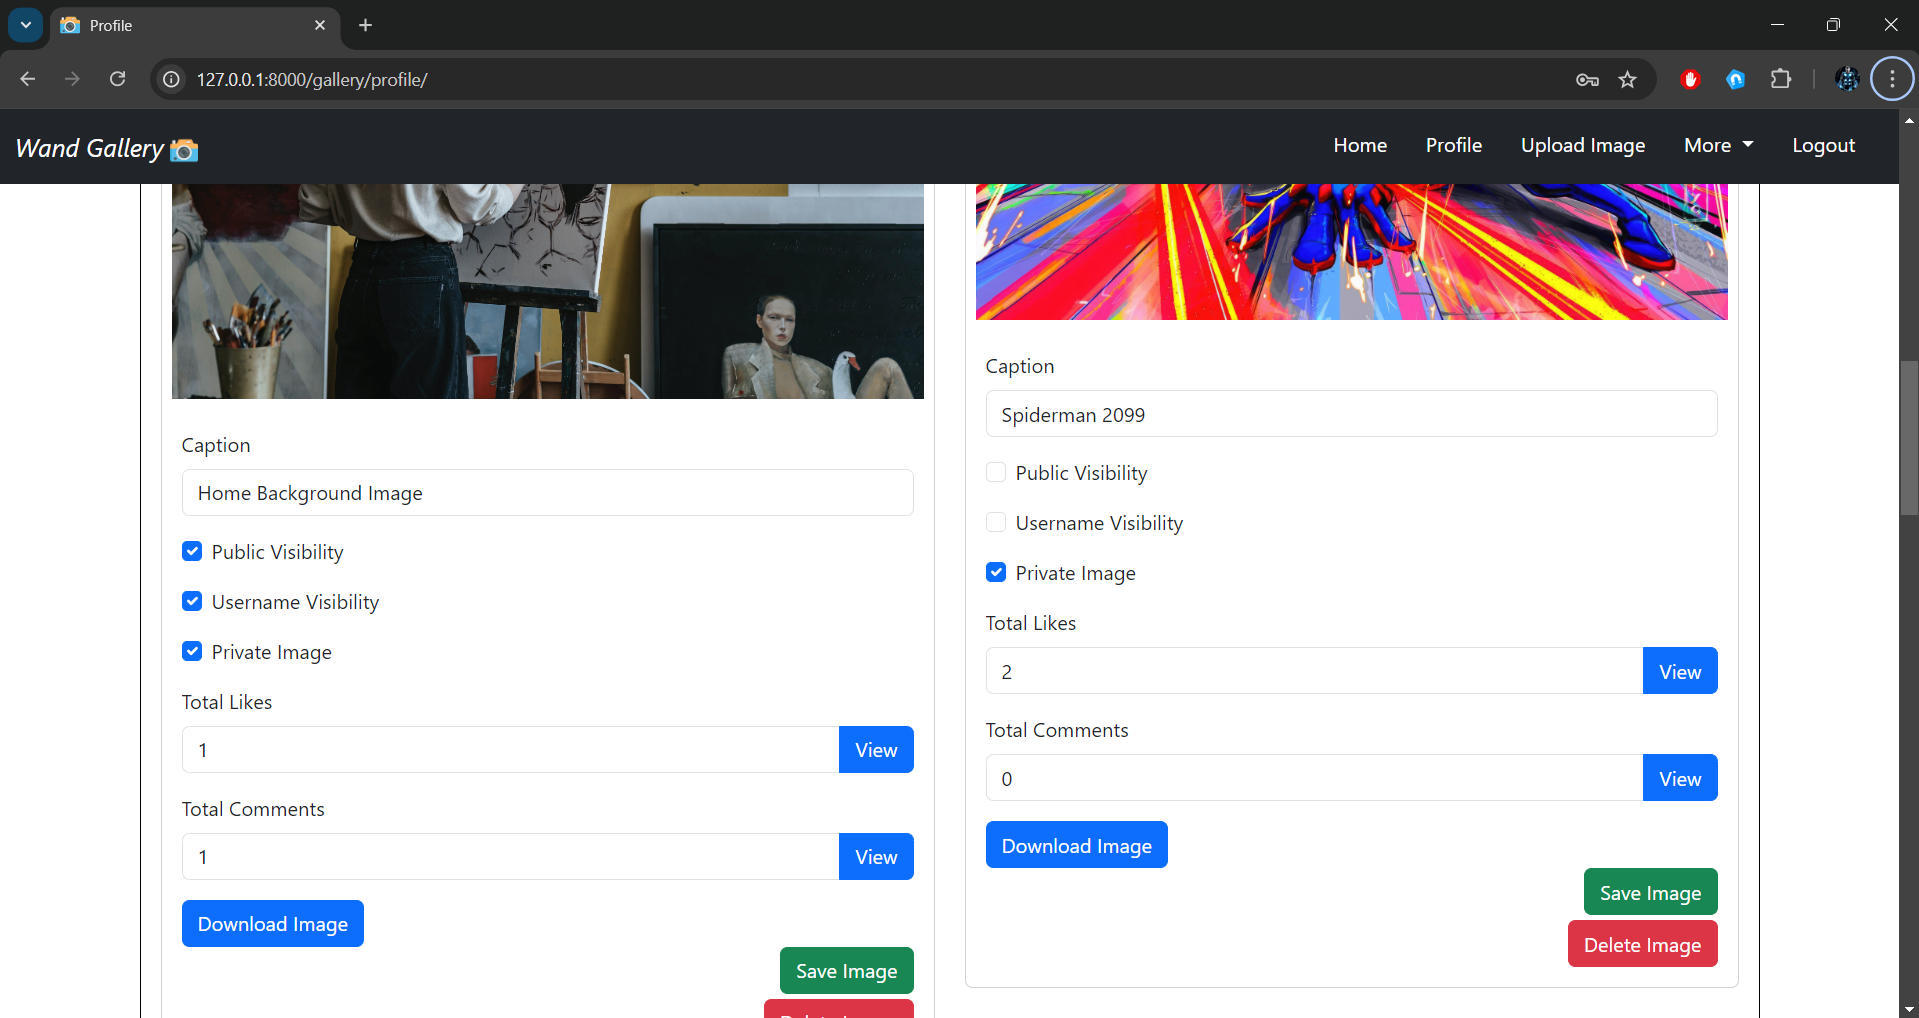 Profile
127.0.0.1:8000/gallery/profile/
Wand Gallery
Home
Profile
Upload Image
More
Logout
Caption
Home Background Image
Public Visibility
Username Visibility
Private Image
Total Likes
1
View
Total Comments
1
View
Download Image
Save Image
Caption
Spiderman 2099
Public Visibility
Username Visibility
Private Image
Total Likes
2
View
Total Comments
0
View
Download Image
Save Image
Delete Image